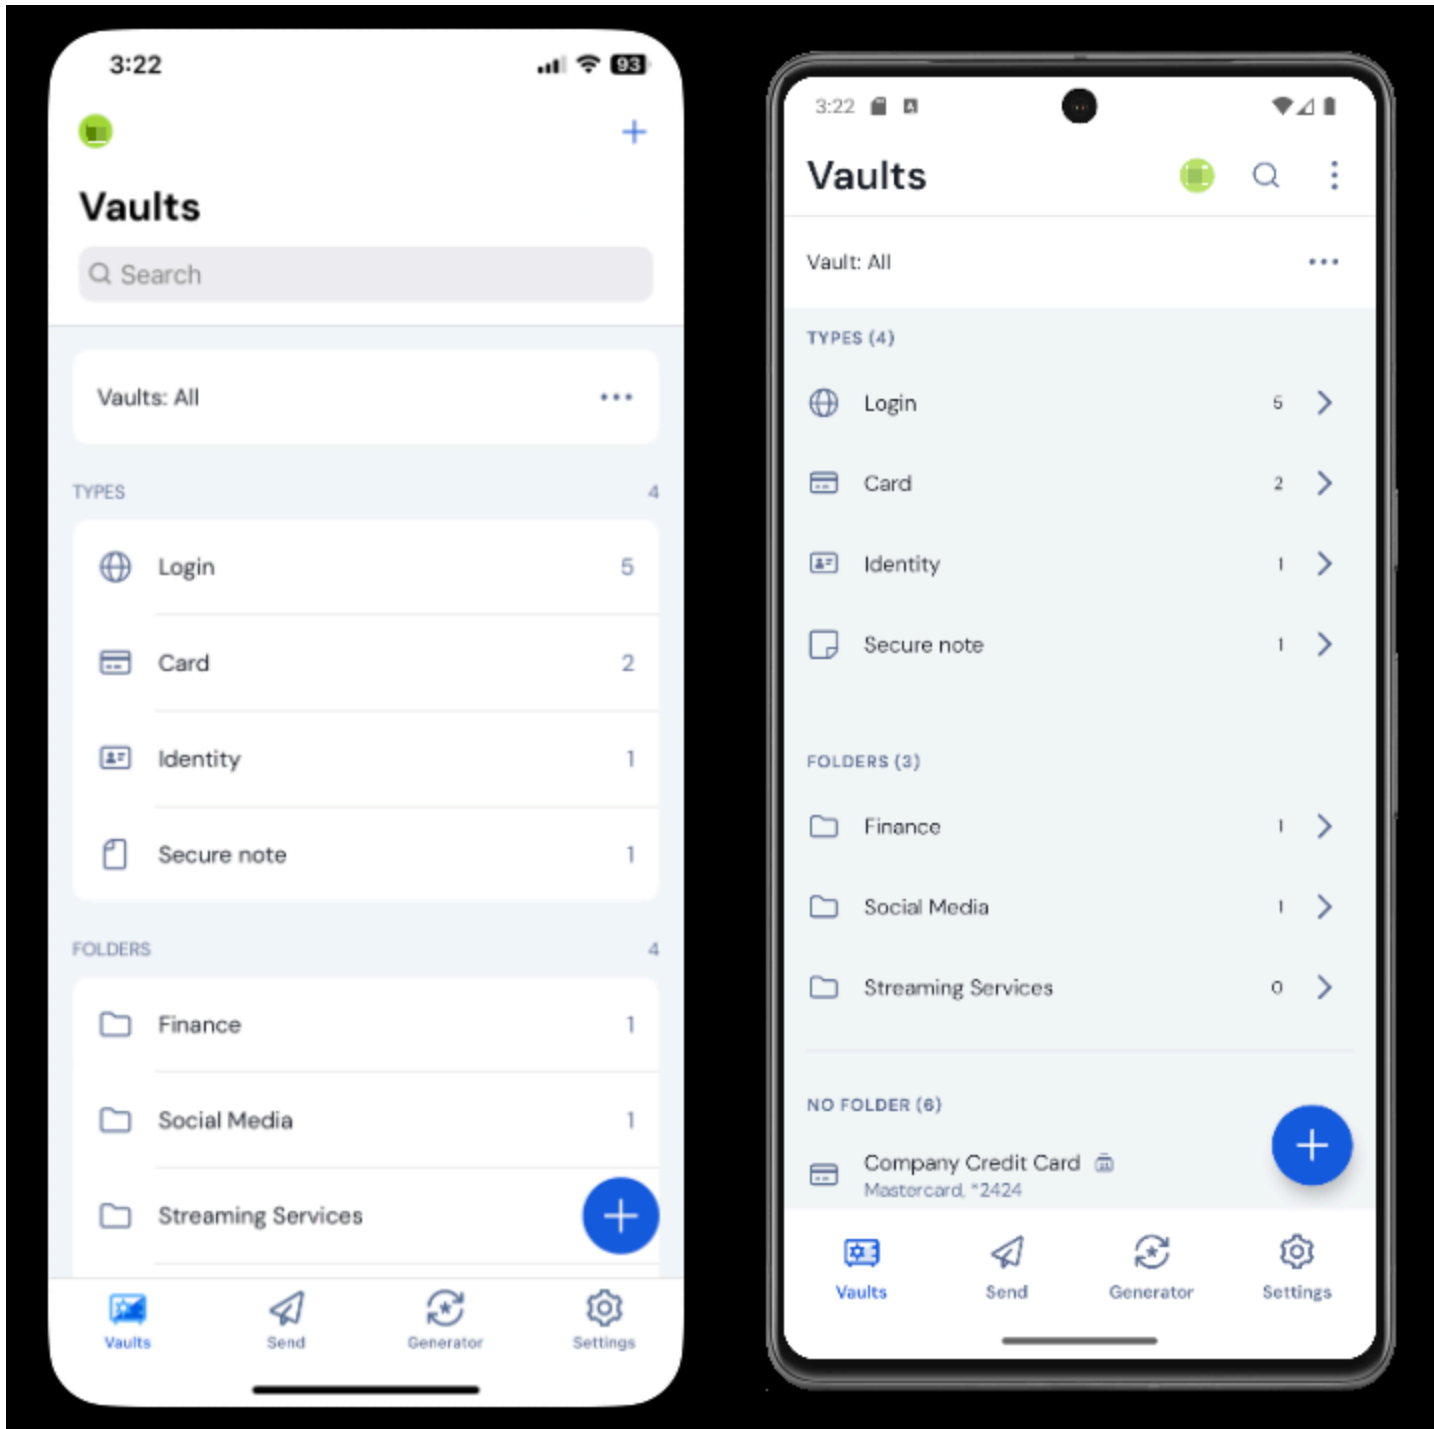 3:22
93
Vaults
Search
Vaults: All
TYPES 4
Login 5
Card 2
Identity 1
Secure note 1
FOLDERS 4
Finance 1
Social Media 1
Streaming Services
Vaults Send Generator Settings
3:22
Vaults
Vault: All
TYPES (4)
Login 5
Card 2
Identity 1
Secure note 1
FOLDERS (3)
Finance 1
Social Media 1
Streaming Services 0
NO FOLDER (6)
Company Credit Card
Mastercard, *2424
Vaults Send Generator Settings